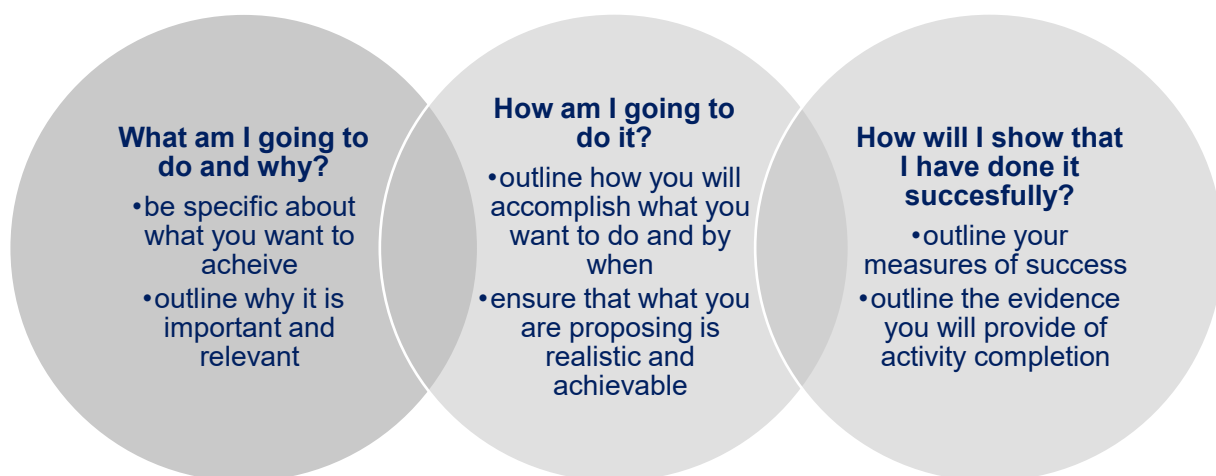 What am I going to
do and why?
•be specific about
what you want to
acheive
•outline why it is
important and
relevant
How am I going to
do it?
•outline how you will
accomplish what you
want to do and by
when
•ensure that what you
are proposing is
realistic and
achievable
How will I show that
I have done it
succesfully?
•outline your
measures of success
•outline the evidence
you will provide of
activity completion